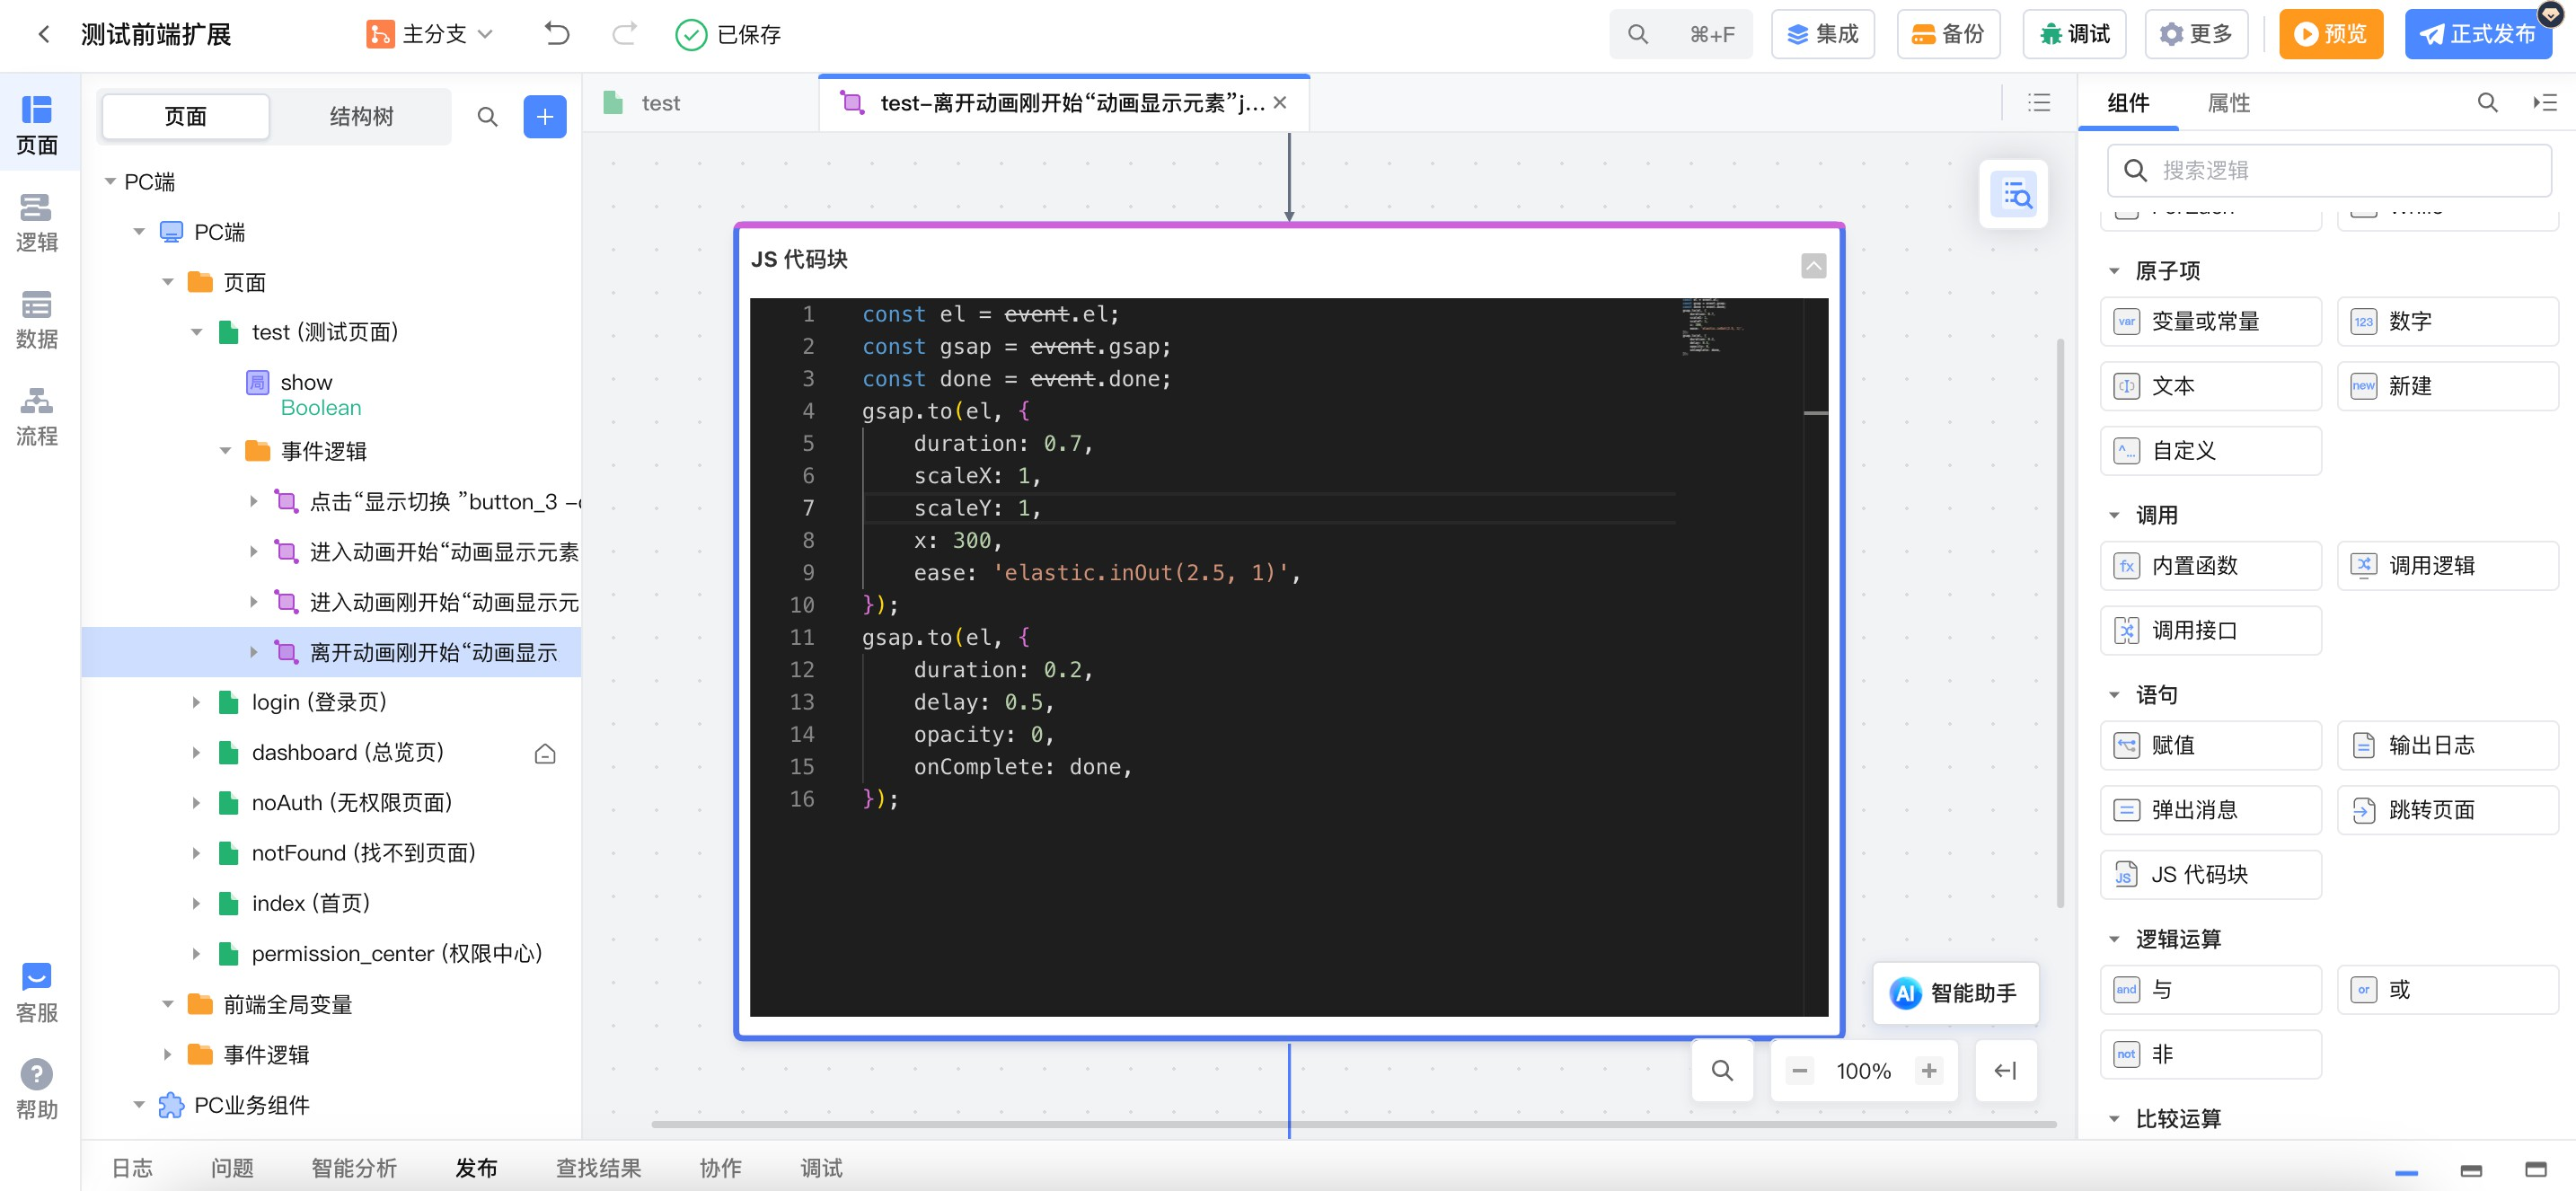 测试前端扩展
主分支
已保存
⌘+F
集成
备份
调试
更多
预览
正式发布
页面
逻辑
数据
流程
客服
帮助
页面
结构树
PC端
PC端
页面
test (测试页面)
局
show
Boolean
事件逻辑
点击“显示切换 ”button_3 –
进入动画开始“动画显示元素
进入动画刚开始“动画显示元
离开动画刚开始“动画显示
login (登录页)
dashboard (总览页)
noAuth (无权限页面)
notFound (找不到页面)
index (首页)
permission_center (权限中心)
前端全局变量
事件逻辑
PC业务组件
test
test–离开动画刚开始“动画显示元素”j...
JS 代码块
1 const el = event.el;
2 const gsap = event.gsap;
3 const done = event.done;
4 gsap.to(el, {
5 duration: 0.7,
6 scaleX: 1,
7 scaleY: 1,
8 x: 300,
9 ease: 'elastic.inOut(2.5, 1)',
10 });
11 gsap.to(el, {
12 duration: 0.2,
13 delay: 0.5,
14 opacity: 0,
15 onComplete: done,
16 });
AI 智能助手
100%
组件
属性
搜索逻辑
原子项
var 变量或常量
123 数字
文本
new 新建
自定义
调用
fx 内置函数
调用逻辑
调用接口
语句
赋值
输出日志
弹出消息
跳转页面
JS JS 代码块
逻辑运算
and 与
or 或
not 非
比较运算
日志
问题
智能分析
发布
查找结果
协作
调试